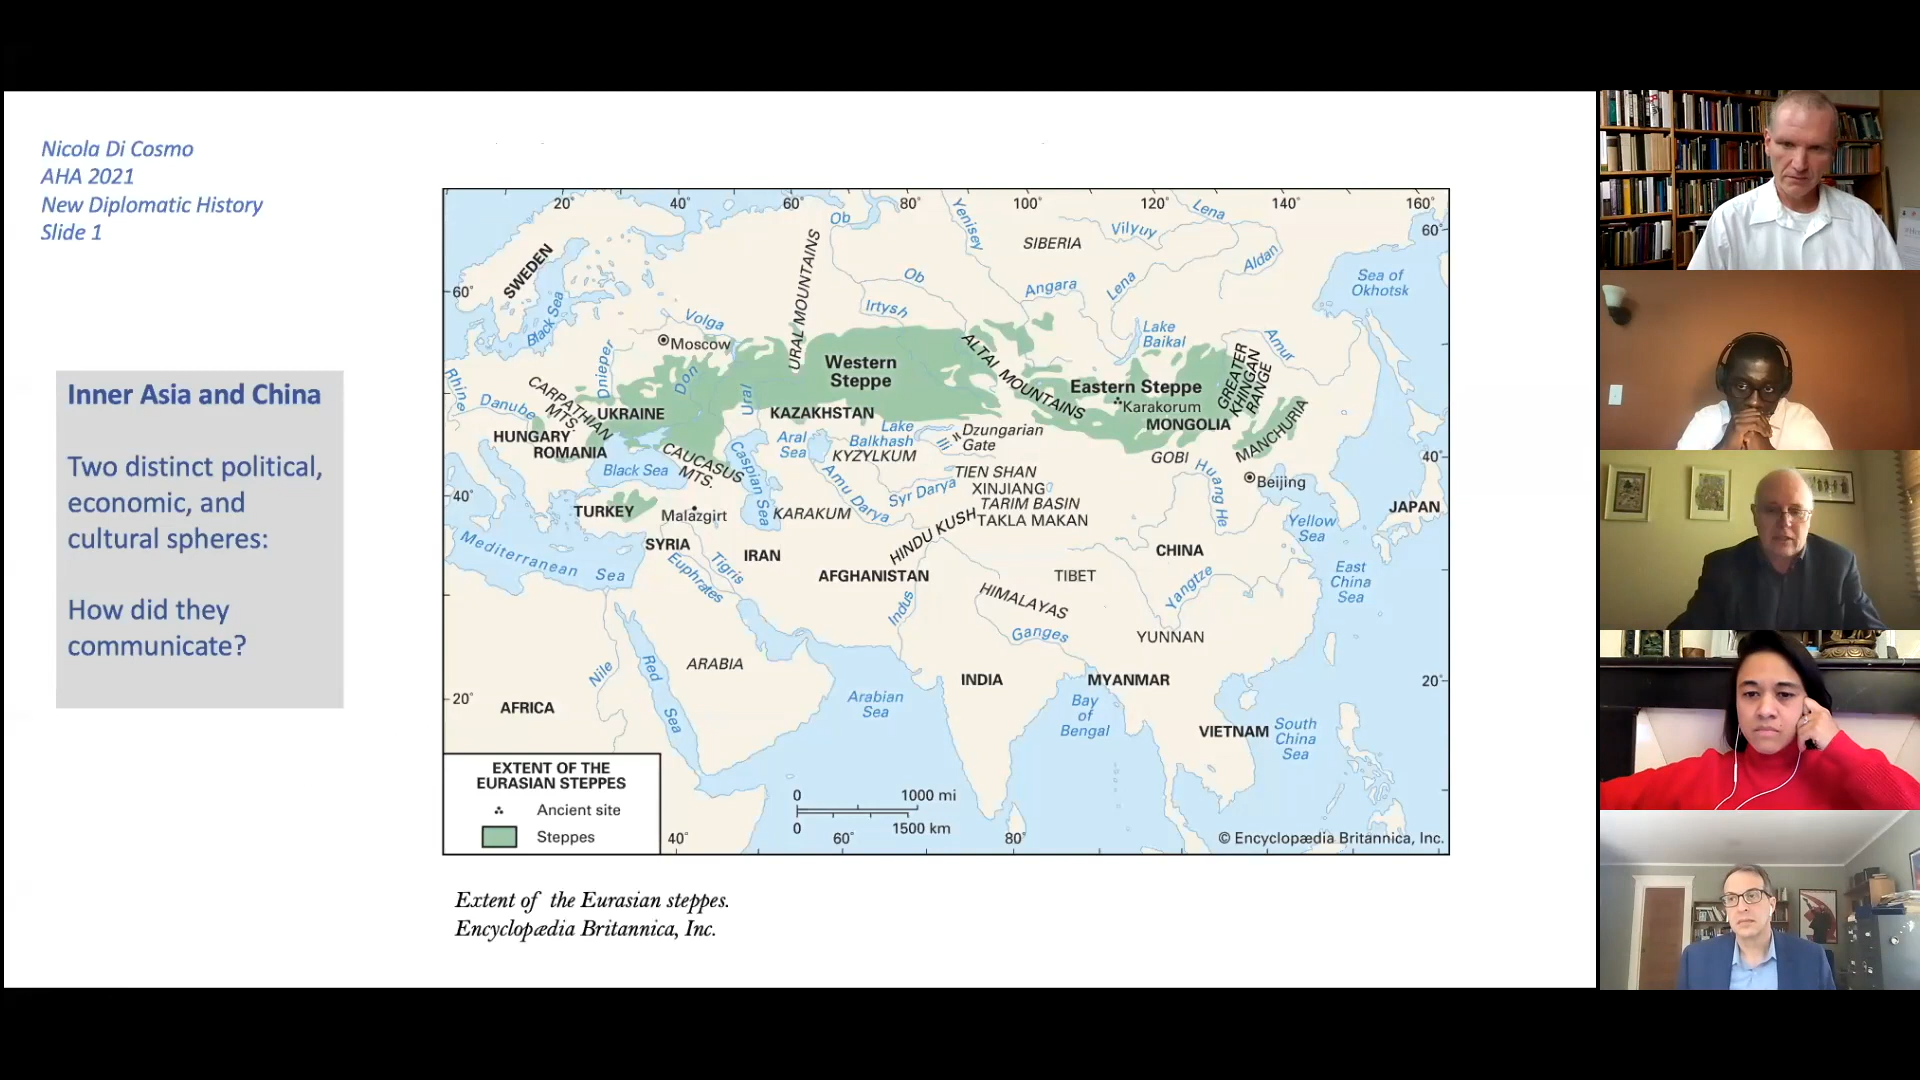 Nicola Di Cosmo
AHA 2021
New Diplomatic History
Slide 1
Inner Asia and China
Two distinct political,
economic, and
cultural spheres:
How did they
communicate?
20° 40° 60° 80° 100° 120° 140° 160°
60°
60°
40°
40°
20°
20°
40° 60° 80°
SWEDEN
Black Sea
Rhine
Danube
CARPATHIAN
MTS.
HUNGARY
ROMANIA
UKRAINE
Dnieper
Volga
Moscow
Don
Ural
URAL MOUNTAINS
Ob
Ob
Irtysh
Yenisey
SIBERIA
Angara
Vilyuy
Lena
Lena
Aldan
Sea of
Okhotsk
Lake
Baikal
Amur
Western
Steppe
KAZAKHSTAN
ALTAI MOUNTAINS
Eastern Steppe
Karakorum
MONGOLIA
GREATER
KHINGAN
RANGE
MANCHURIA
GOBI
Huang He
Beijing
Black Sea
CAUCASUS
MTS.
Caspian Sea
Aral
Sea
Lake
Balkhash
Ili
Dzungarian
Gate
KYZYLKUM
Amu Darya
Syr Darya
KARAKUM
TIEN SHAN
XINJIANG
TARIM BASIN
TAKLA MAKAN
HINDU KUSH
TURKEY
Malazgirt
SYRIA
Mediterranean Sea
Euphrates
Tigris
IRAN
AFGHANISTAN
Indus
HIMALAYAS
TIBET
CHINA
Yangtze
Yellow
Sea
JAPAN
East
China
Sea
Ganges
YUNNAN
Nile
Red Sea
ARABIA
AFRICA
Arabian
Sea
INDIA
MYANMAR
Bay
of
Bengal
VIETNAM
South
China
Sea
EXTENT OF THE
EURASIAN STEPPES
Ancient site
Steppes
0 1000 mi
0 1500 km
© Encyclopædia Britannica, Inc.
Extent of the Eurasian steppes.
Encyclopædia Britannica, Inc.